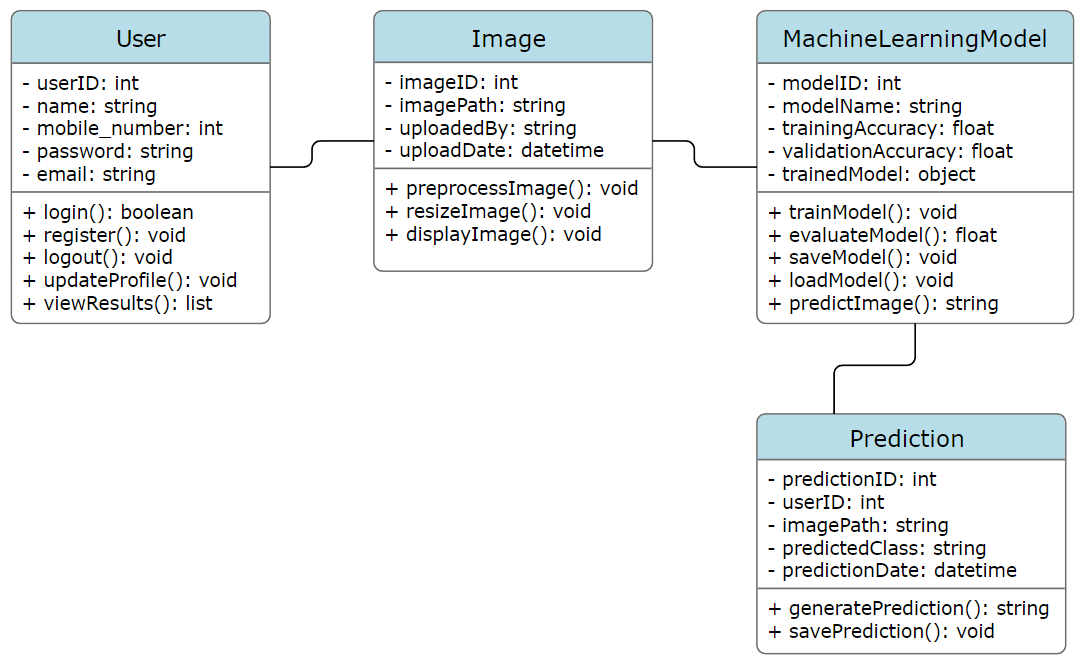 User
- userID: int
- name: string
- mobile_number: int
- password: string
- email: string
+ login(): boolean
+ register(): void
+ logout(): void
+ updateProfile(): void
+ viewResults(): list
Image
- imageID: int
- imagePath: string
- uploadedBy: string
- uploadDate: datetime
+ preprocessImage(): void
+ resizeImage(): void
+ displayImage(): void
MachineLearningModel
- modelID: int
- modelName: string
- trainingAccuracy: float
- validationAccuracy: float
- trainedModel: object
+ trainModel(): void
+ evaluateModel(): float
+ saveModel(): void
+ loadModel(): void
+ predictImage(): string
Prediction
- predictionID: int
- userID: int
- imagePath: string
- predictedClass: string
- predictionDate: datetime
+ generatePrediction(): string
+ savePrediction(): void